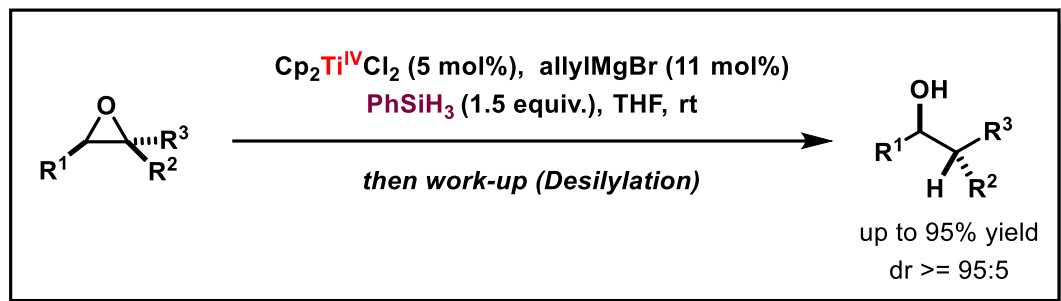 Cp2TiIVCl2 (5 mol%), allylMgBr (11 mol%)
PhSiH3 (1.5 equiv.), THF, rt
then work-up (Desilylation)
O
R1
R3
R2
OH
R1
R3
H
R2
up to 95% yield
dr >= 95:5